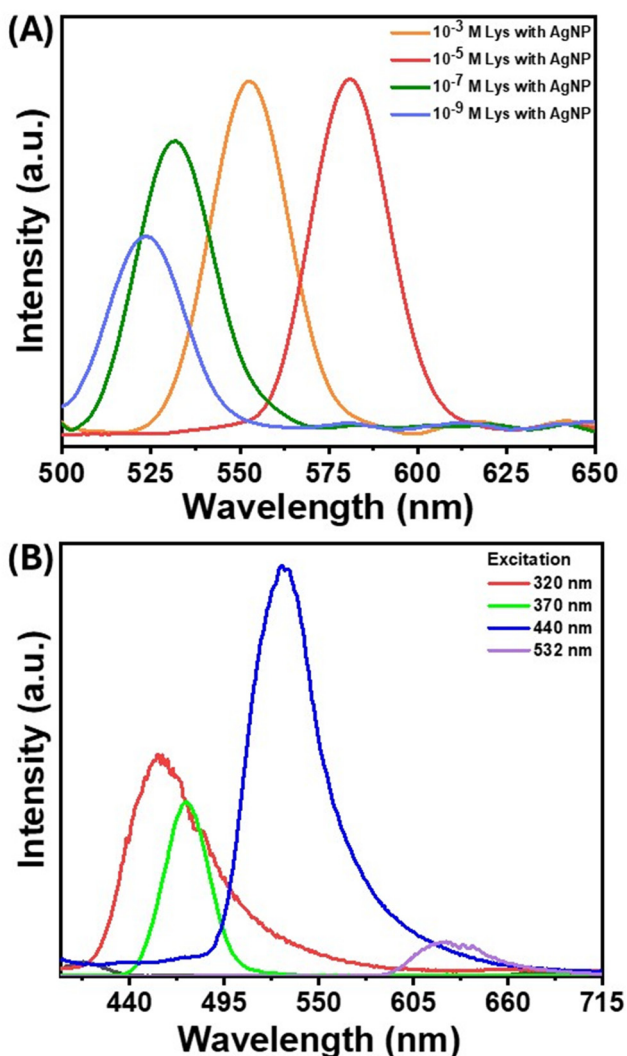 (A)
10⁻³ M Lys with AgNP
10⁻⁵ M Lys with AgNP
10⁻⁷ M Lys with AgNP
10⁻⁹ M Lys with AgNP
Intensity (a.u.)
500 525 550 575 600 625 650
Wavelength (nm)
(B)
Excitation
320 nm
370 nm
440 nm
532 nm
Intensity (a.u.)
440 495 550 605 660 715
Wavelength (nm)